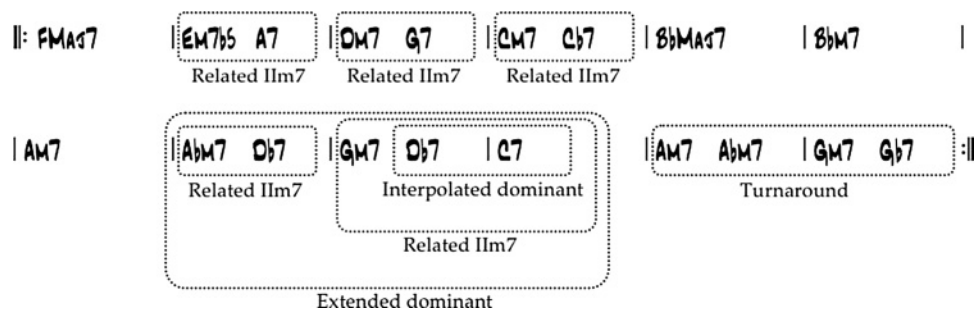 ‖: FMAJ7 | EM7b5 A7 | DM7 G7 | CM7 Cb7 | BbMAJ7 | BbM7 |
Related IIm7 Related IIm7 Related IIm7
| AM7 | AbM7 Db7 | GM7 Db7 | C7 | AM7 AbM7 | GM7 Gb7 :‖
Related IIm7 Interpolated dominant Turnaround
Related IIm7
Extended dominant